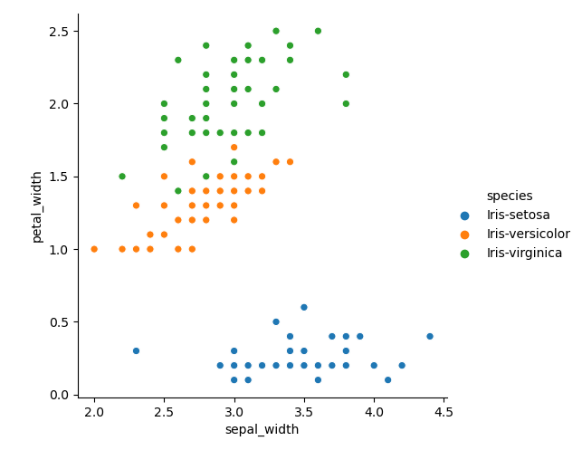 2.5
2.0
1.5
1.0
0.5
0.0
petal_width
2.0 2.5 3.0 3.5 4.0 4.5
sepal_width
species
Iris-setosa
Iris-versicolor
Iris-virginica